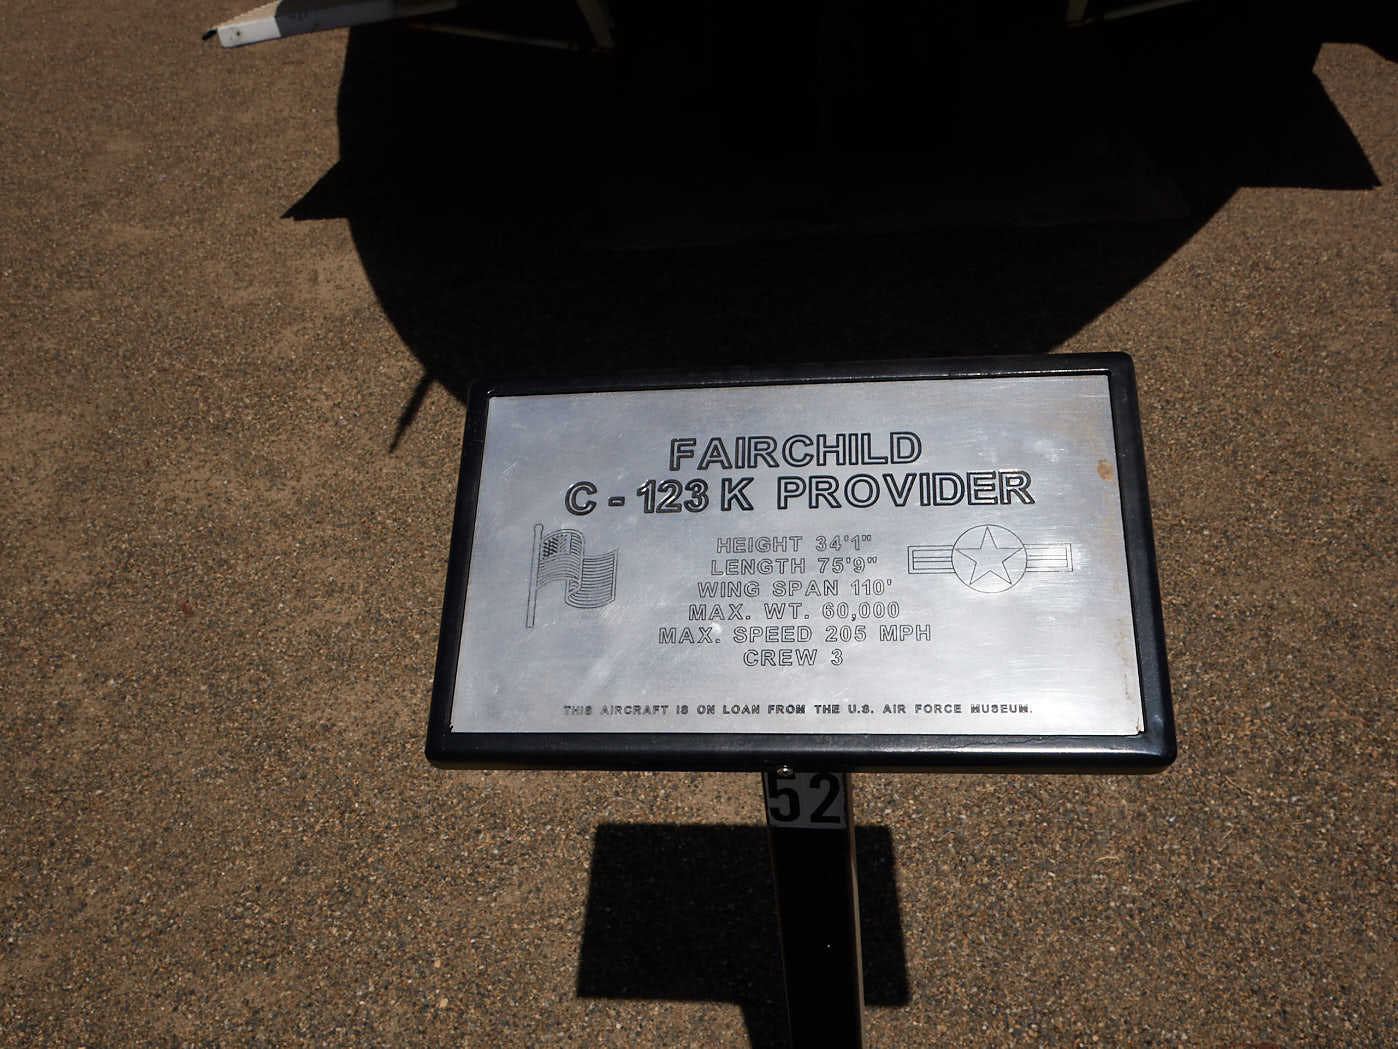 FAIRCHILD
C - 123 K PROVIDER
HEIGHT 34'1"
LENGTH 75'9"
WING SPAN 110'
MAX. WT. 60,000
MAX. SPEED 205 MPH
CREW 3
THIS AIRCRAFT IS ON LOAN FROM THE U.S. AIR FORCE MUSEUM.
52